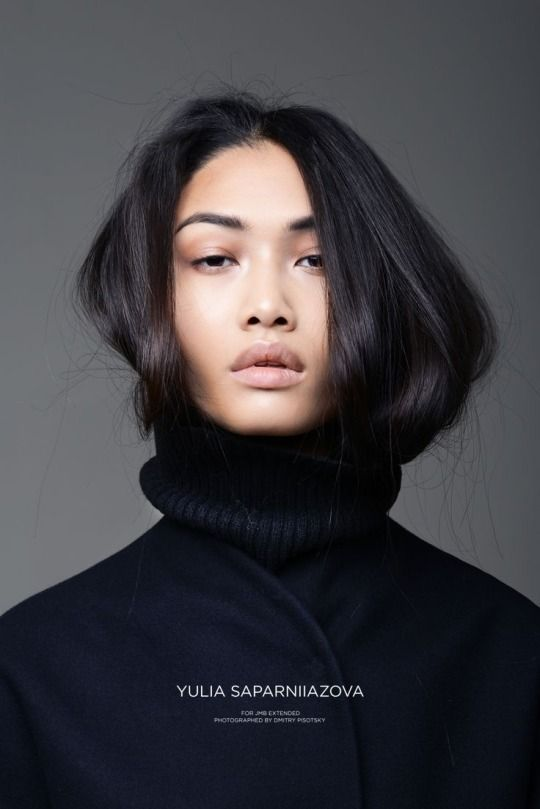 YULIA SAPARNIIAZOVA
FOR JMB EXTENDED
PHOTOGRAPHED BY DMITRY PISOTSKY